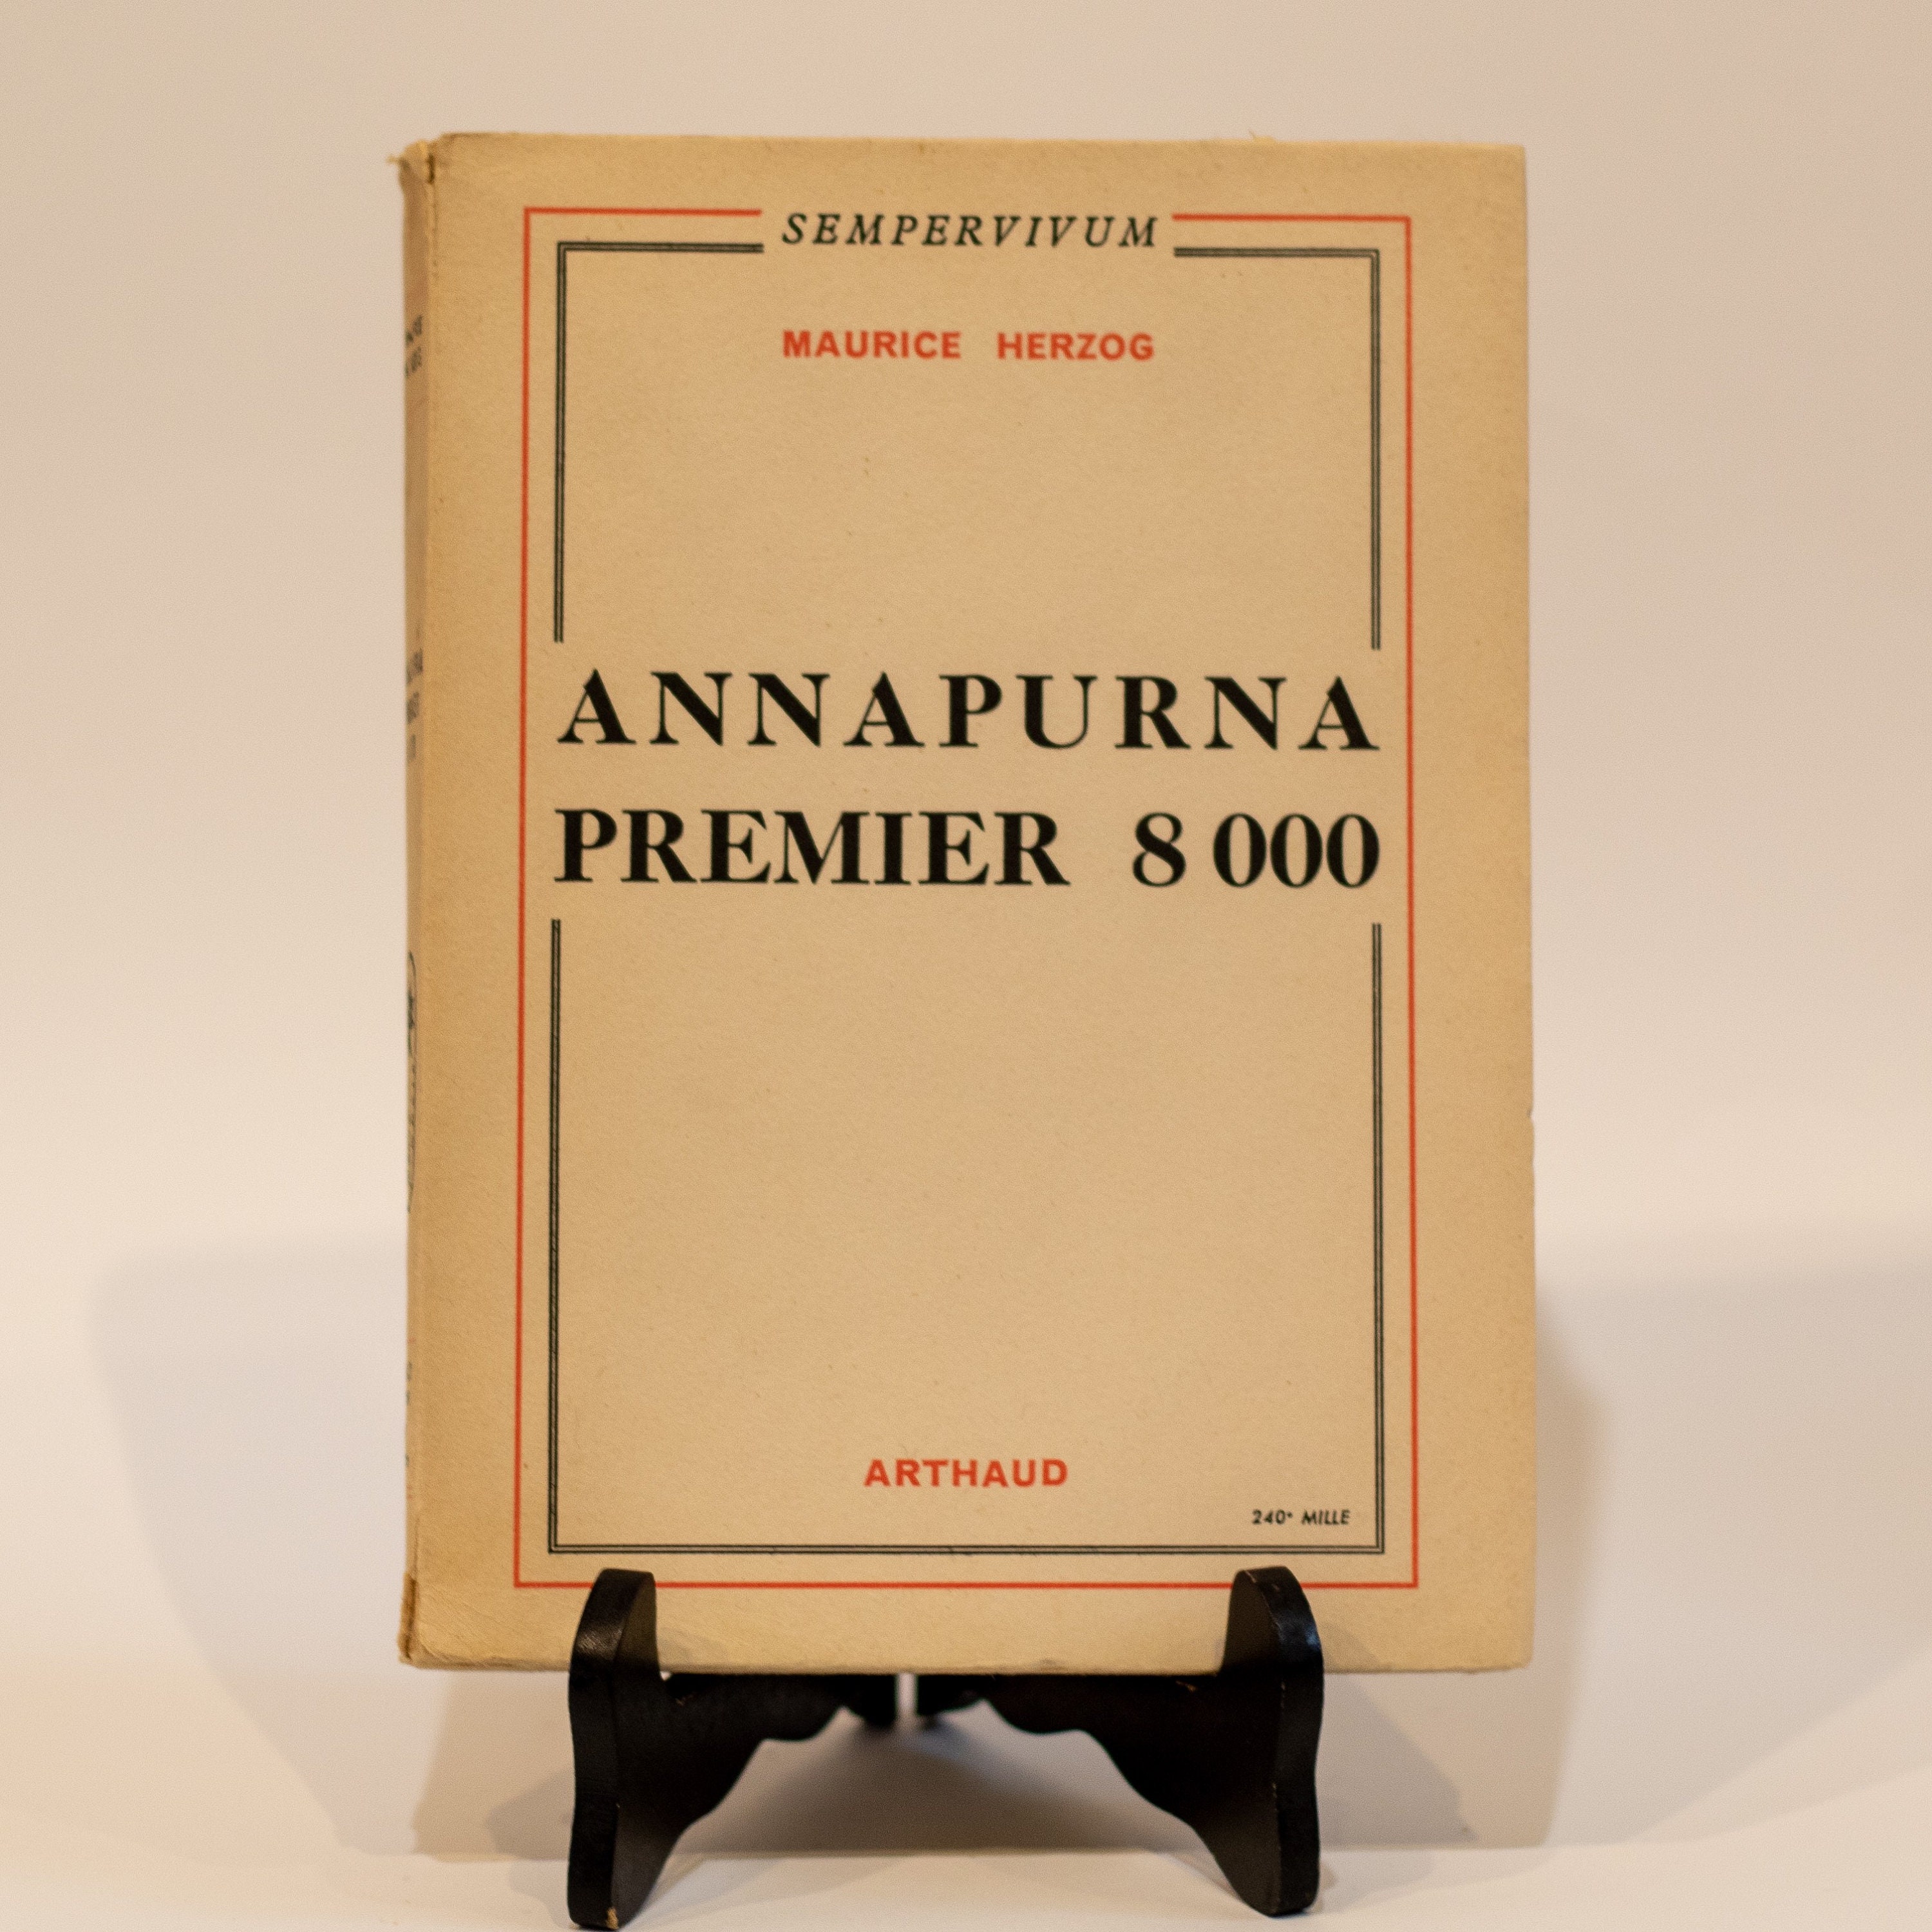 SEMPERVIVUM
MAURICE HERZOG
ANNAPURNA
PREMIER 8 000
ARTHAUD
240e MILLE